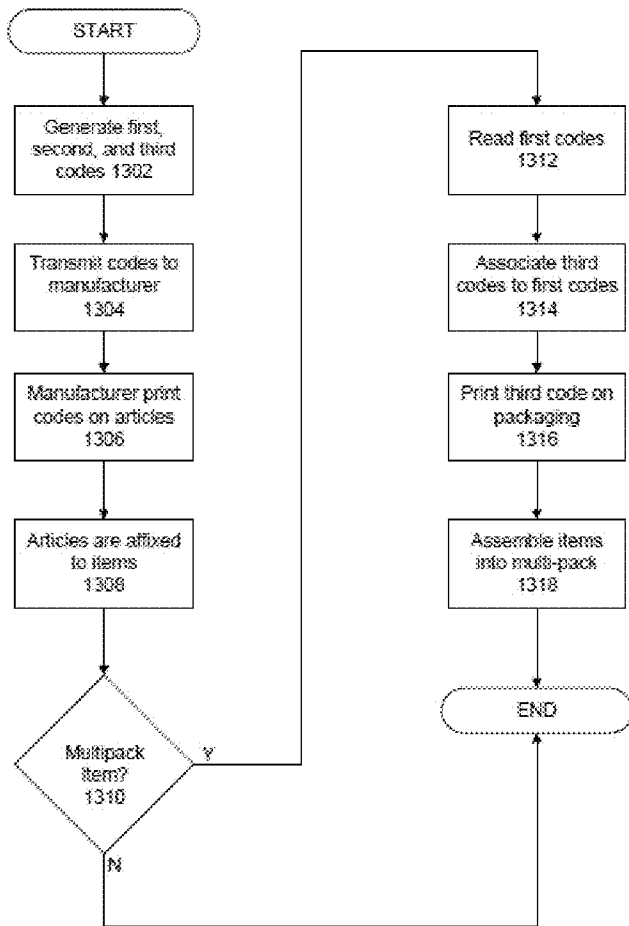 START
Generate first,
second, and third
codes 1302
Transmit codes to
manufacturer
1304
Manufacturer print
codes on articles
1306
Articles are affixed
to items
1308
Multipack
Item?
1310
Y
N
Read first codes
1312
Associate third
codes to first codes
1314
Print third code on
packaging
1316
Assemble items
into multi-pack
1318
END